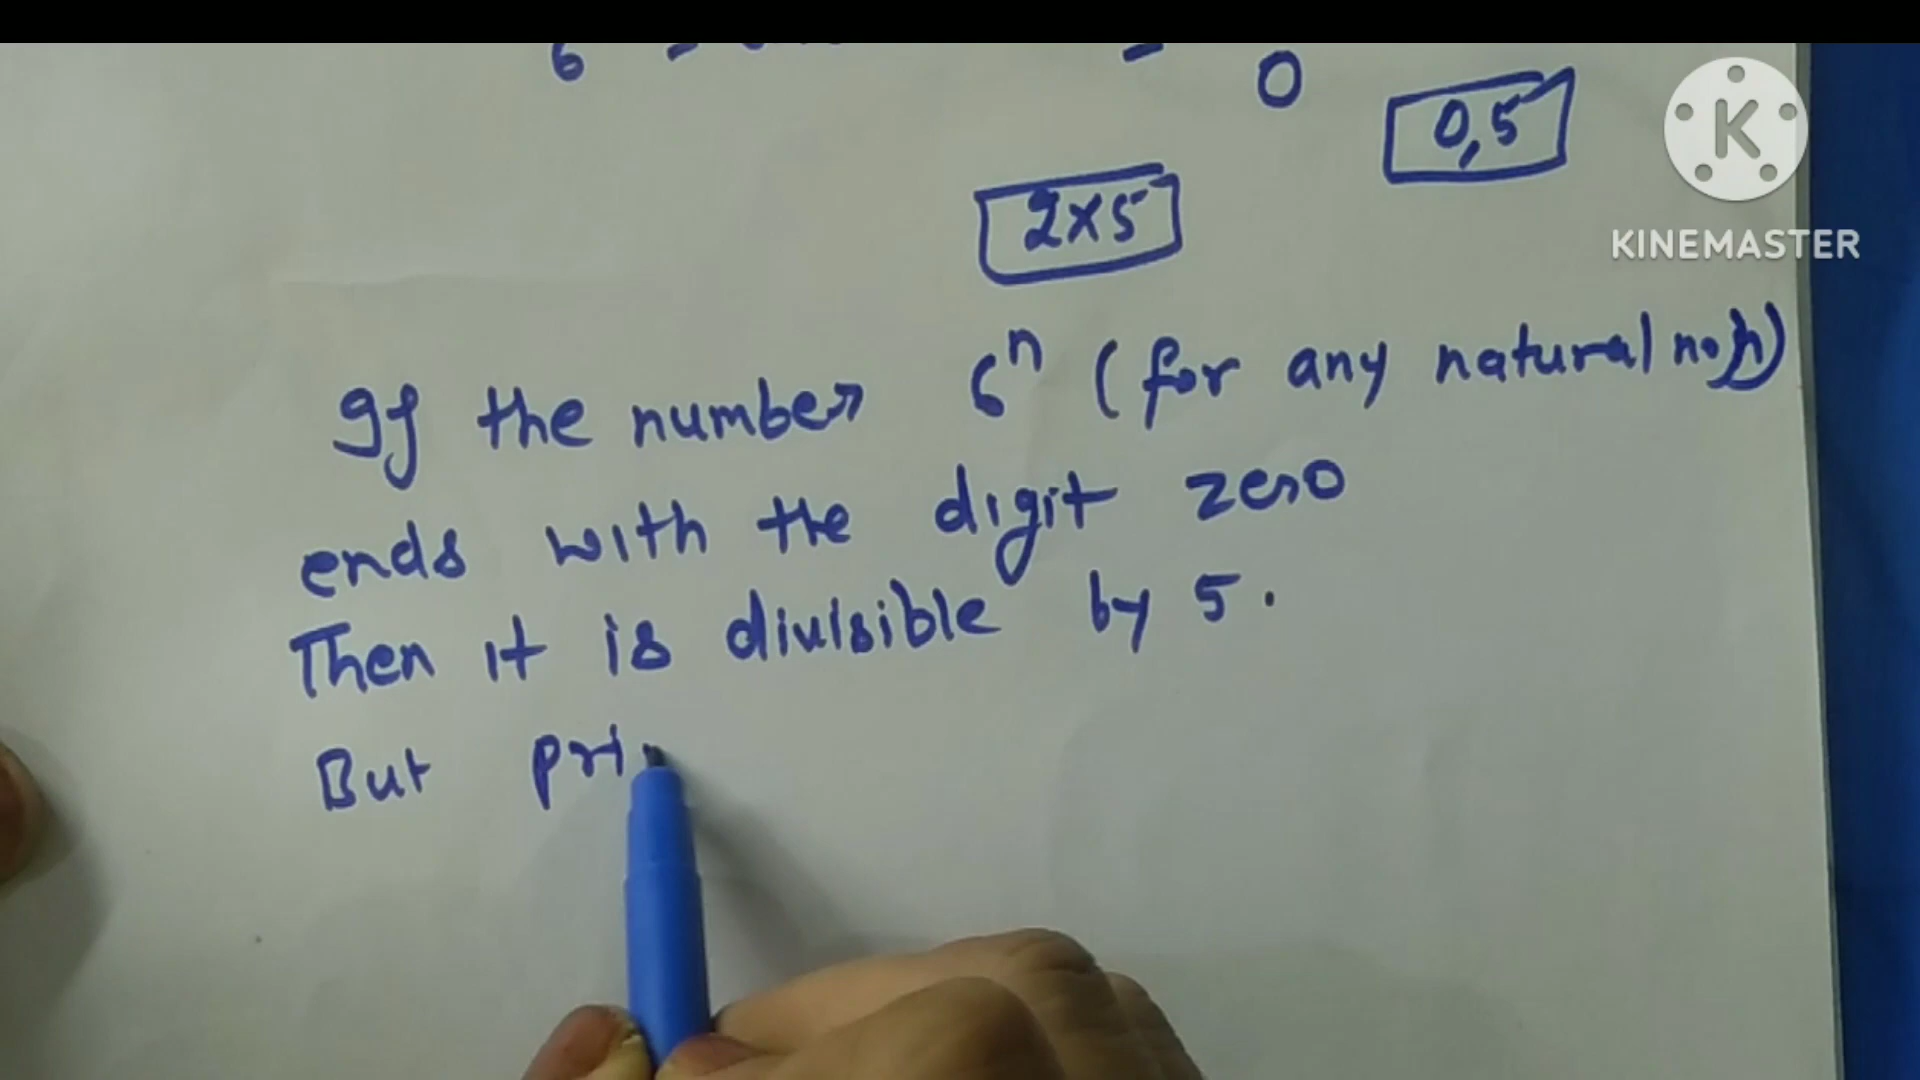 6 =
0
0,5
2×5
K
KINEMASTER
If the number 6ⁿ (for any natural no. n)
ends with the digit zero
Then it is divisible by 5.
But pri